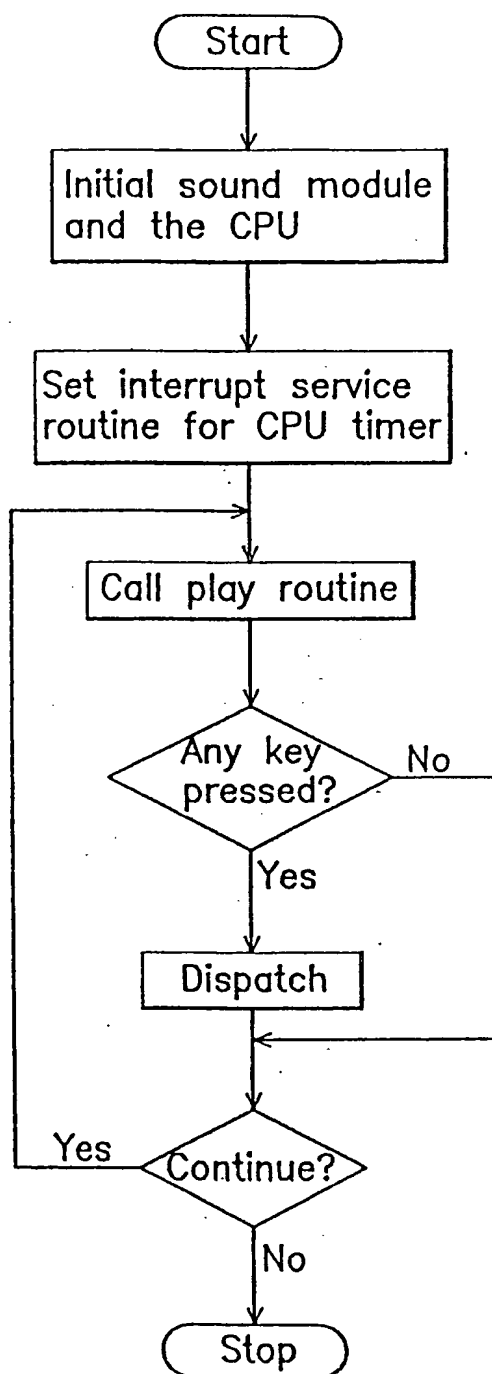 Start
Initial sound module
and the CPU
Set interrupt service
routine for CPU timer
Call play routine
Any key
pressed?
No
Yes
Dispatch
Yes
Continue?
No
Stop